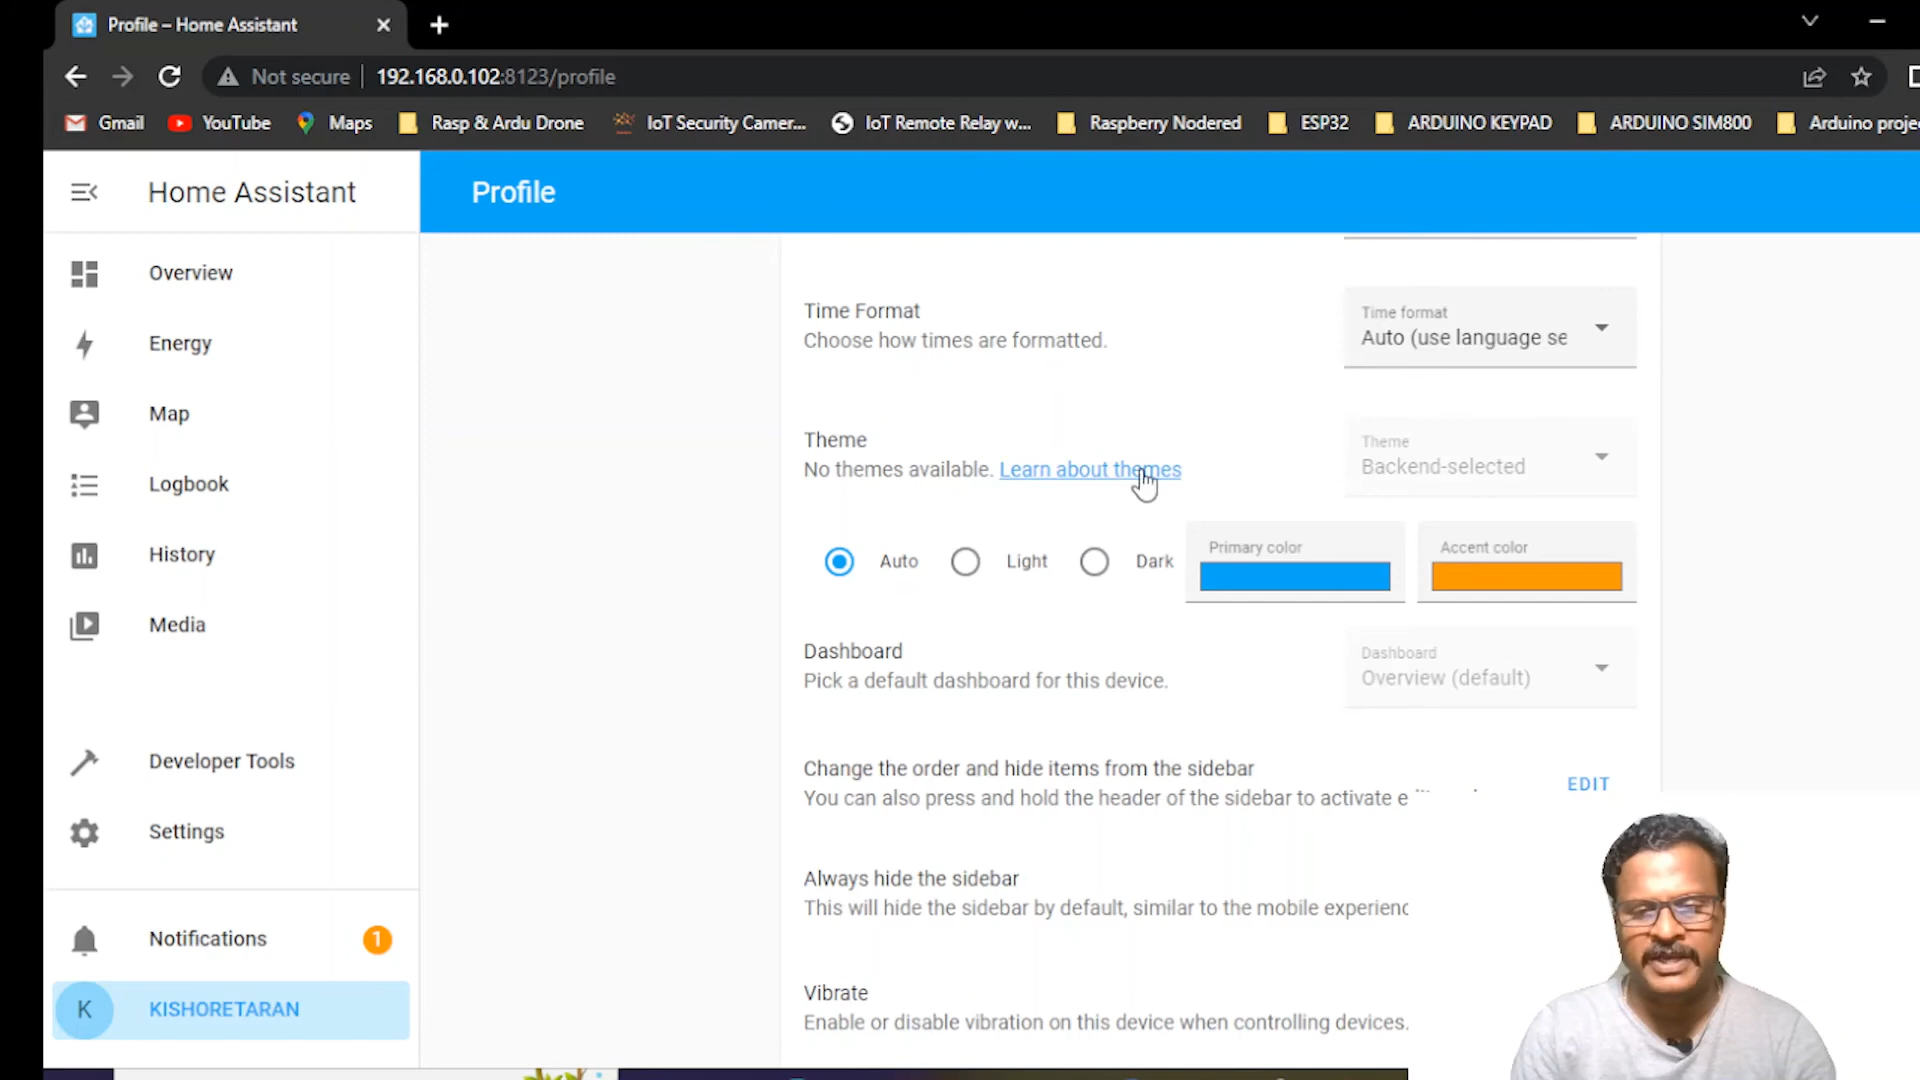 Profile – Home Assistant
Not secure 192.168.0.102:8123/profile
Gmail YouTube Maps Rasp & Ardu Drone IoT Security Camer... IoT Remote Relay w... Raspberry Nodered ESP32 ARDUINO KEYPAD ARDUINO SIM800 Arduino projec
Home Assistant
Profile
Overview
Energy
Map
Logbook
History
Media
Developer Tools
Settings
Notifications 1
K KISHORETARAN
Time Format
Choose how times are formatted.
Time format
Auto (use language se
Theme
No themes available. Learn about themes
Theme
Backend-selected
Auto Light Dark
Primary color
Accent color
Dashboard
Pick a default dashboard for this device.
Dashboard
Overview (default)
Change the order and hide items from the sidebar
You can also press and hold the header of the sidebar to activate e
EDIT
Always hide the sidebar
This will hide the sidebar by default, similar to the mobile experienc
Vibrate
Enable or disable vibration on this device when controlling devices.